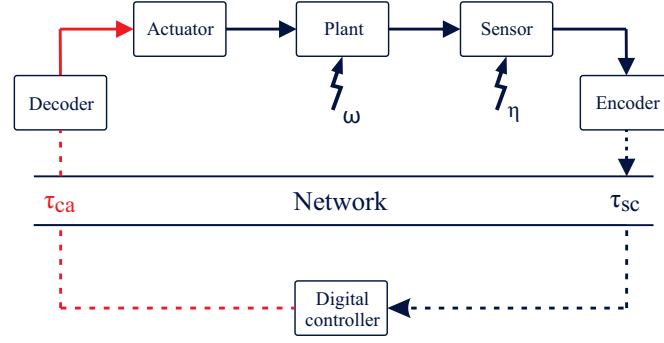 Actuator
Plant
Sensor
Decoder
Encoder
ω
η
τca
Network
τsc
Digital
controller